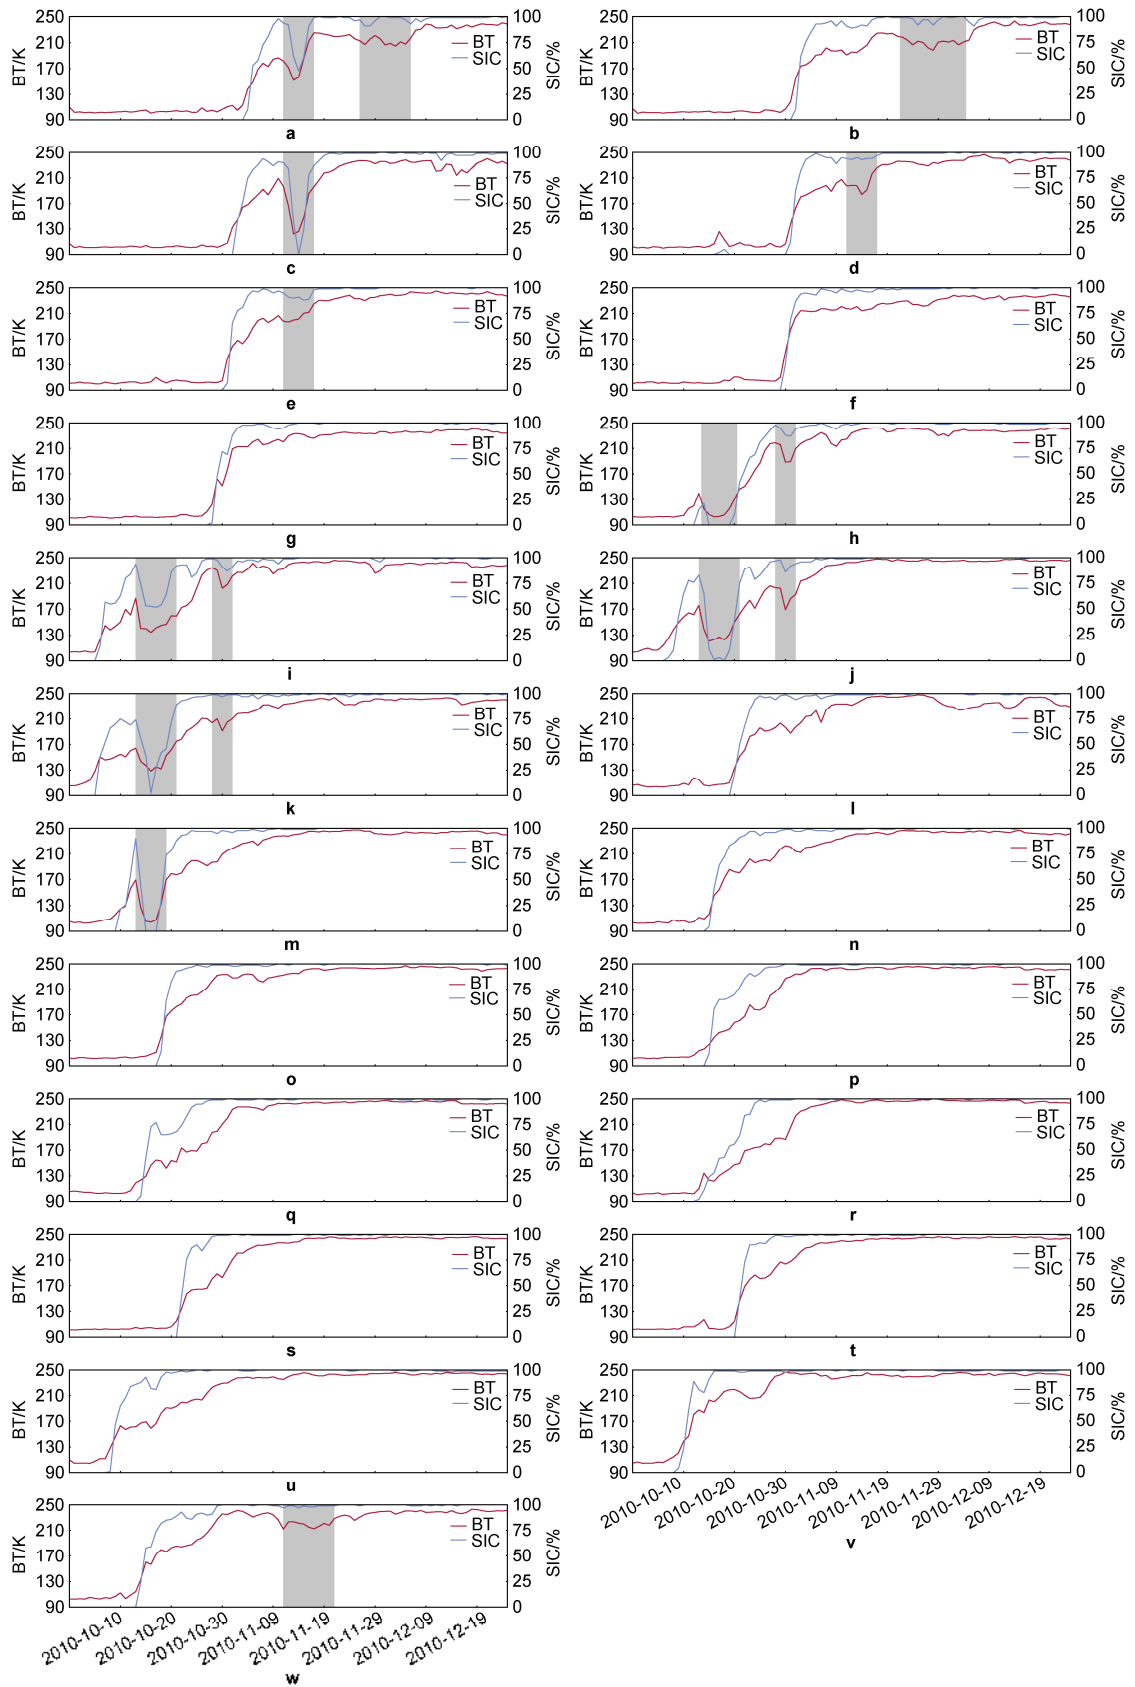 250 100 250 100
210 BT 75 210 BT 75
BT/K 170 SIC 50 SIC/% BT/K 170 SIC 50 SIC/%
130 25 130 25
90 0 90 0
a b
250 100 250 100
210 BT 75 210 BT 75
BT/K 170 SIC 50 SIC/% BT/K 170 SIC 50 SIC/%
130 25 130 25
90 0 90 0
c d
250 100 250 100
210 BT 75 210 BT 75
BT/K 170 SIC 50 SIC/% BT/K 170 SIC 50 SIC/%
130 25 130 25
90 0 90 0
e f
250 100 250 100
210 BT 75 210 BT 75
BT/K 170 SIC 50 SIC/% BT/K 170 SIC 50 SIC/%
130 25 130 25
90 0 90 0
g h
250 100 250 100
210 BT 75 210 BT 75
BT/K 170 SIC 50 SIC/% BT/K 170 SIC 50 SIC/%
130 25 130 25
90 0 90 0
i j
250 100 250 100
210 BT 75 210 BT 75
BT/K 170 SIC 50 SIC/% BT/K 170 SIC 50 SIC/%
130 25 130 25
90 0 90 0
k l
250 100 250 100
210 BT 75 210 BT 75
BT/K 170 SIC 50 SIC/% BT/K 170 SIC 50 SIC/%
130 25 130 25
90 0 90 0
m n
250 100 250 100
210 BT 75 210 BT 75
BT/K 170 SIC 50 SIC/% BT/K 170 SIC 50 SIC/%
130 25 130 25
90 0 90 0
o p
250 100 250 100
210 BT 75 210 BT 75
BT/K 170 SIC 50 SIC/% BT/K 170 SIC 50 SIC/%
130 25 130 25
90 0 90 0
q r
250 100 250 100
210 BT 75 210 BT 75
BT/K 170 SIC 50 SIC/% BT/K 170 SIC 50 SIC/%
130 25 130 25
90 0 90 0
s t
250 100 250 100
210 BT 75 210 BT 75
BT/K 170 SIC 50 SIC/% BT/K 170 SIC 50 SIC/%
130 25 130 25
90 0 90 0
u
2010-10-10 2010-10-20 2010-10-30 2010-11-09 2010-11-19 2010-11-29 2010-12-09 2010-12-19
v
250 100
210 BT 75
BT/K 170 SIC 50 SIC/%
130 25
90 0
2010-10-10 2010-10-20 2010-10-30 2010-11-09 2010-11-19 2010-11-29 2010-12-09 2010-12-19
w